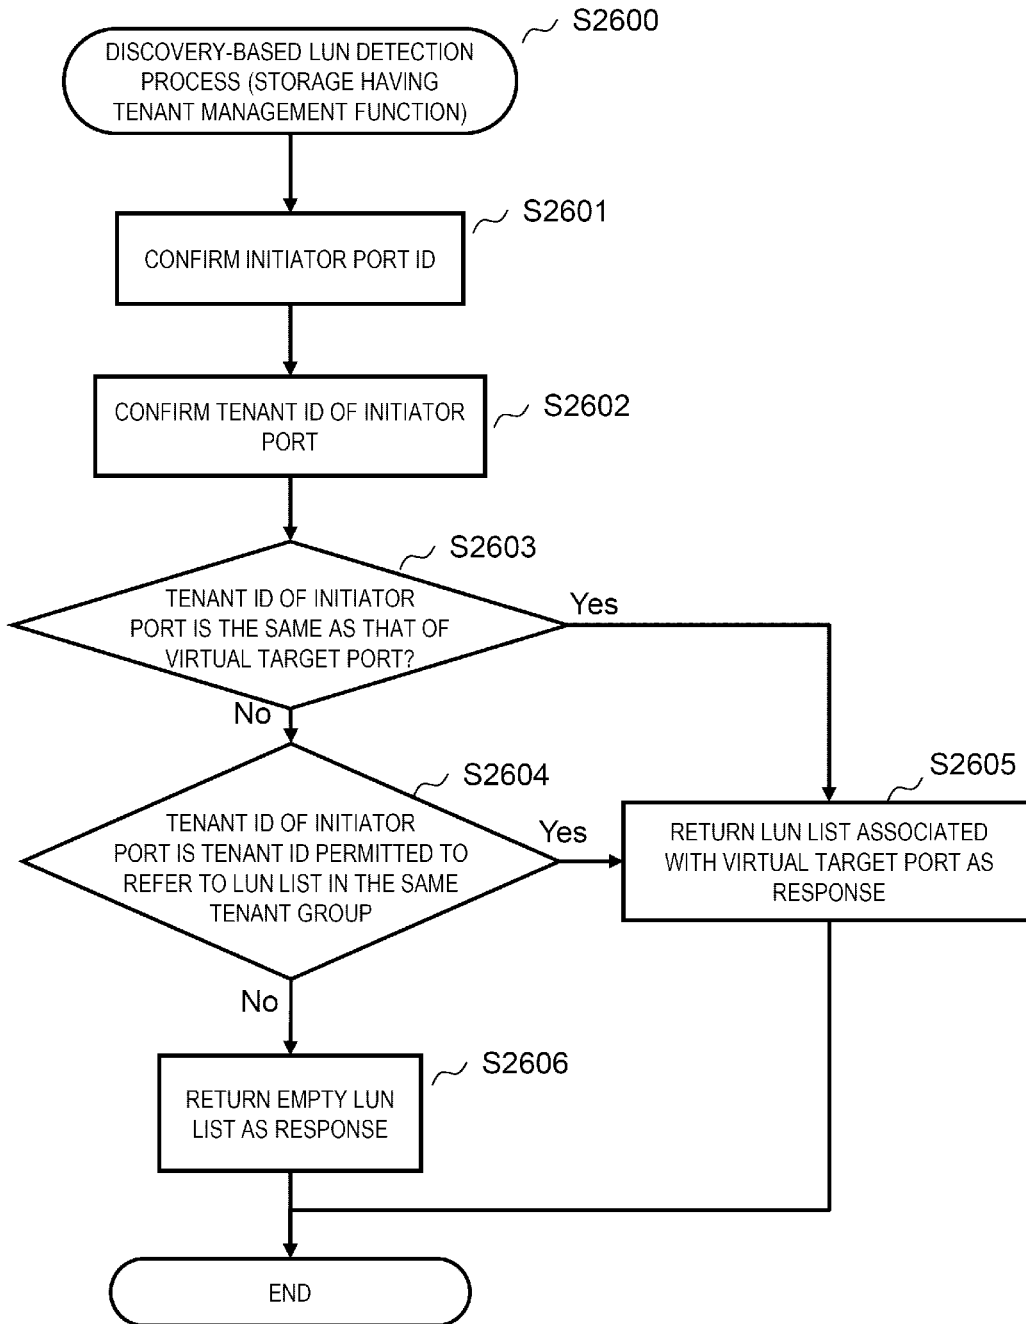 S2600
DISCOVERY-BASED LUN DETECTION
PROCESS (STORAGE HAVING
TENANT MANAGEMENT FUNCTION)
S2601
CONFIRM INITIATOR PORT ID
S2602
CONFIRM TENANT ID OF INITIATOR
PORT
S2603
TENANT ID OF INITIATOR
PORT IS THE SAME AS THAT OF
VIRTUAL TARGET PORT?
Yes
No
S2604
TENANT ID OF INITIATOR
PORT IS TENANT ID PERMITTED TO
REFER TO LUN LIST IN THE SAME
TENANT GROUP
Yes
No
S2605
RETURN LUN LIST ASSOCIATED
WITH VIRTUAL TARGET PORT AS
RESPONSE
S2606
RETURN EMPTY LUN
LIST AS RESPONSE
END